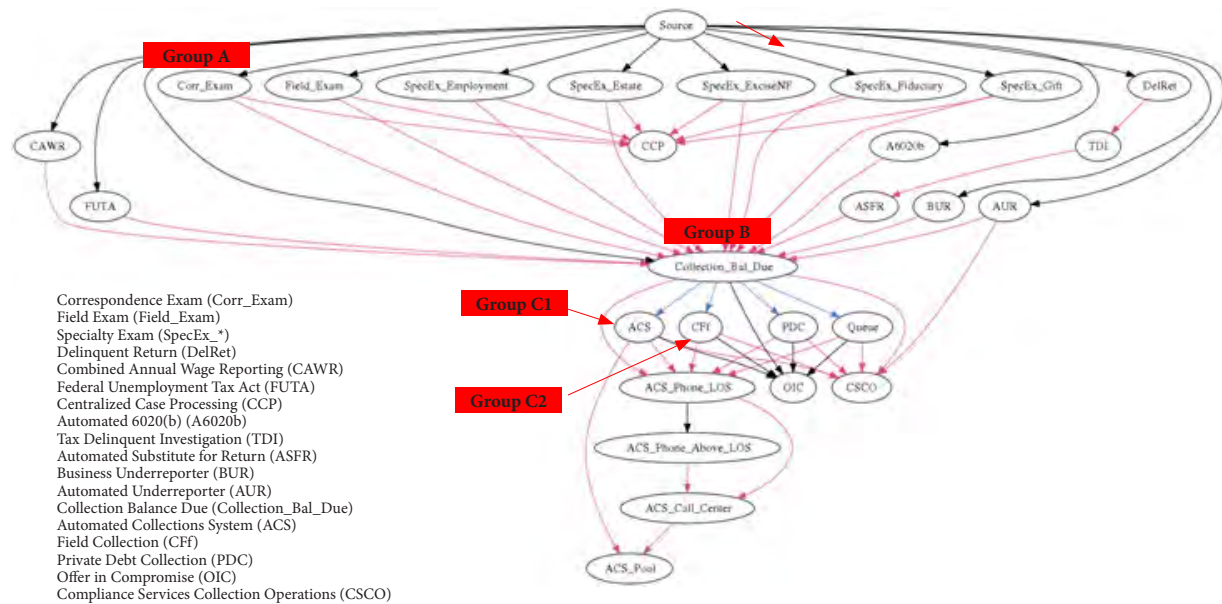 Source
Group A
Corr_Exam
Field_Exam
SpecEx_Employment
SpecEx_Estate
SpecEx_ExciseNF
SpecEx_Fiduciary
SpecEx_Gift
DelRet
CAWR
CCP
A6020b
TDI
FUTA
ASFR
BUR
AUR
Group B
Collection_Bal_Due
Group C1
ACS
CFf
PDC
Queue
Group C2
ACS_Phone_LOS
OIC
CSCO
ACS_Phone_Above_LOS
ACS_Call_Center
ACS_Pool
Correspondence Exam (Corr_Exam)
Field Exam (Field_Exam)
Specialty Exam (SpecEx_*)
Delinquent Return (DelRet)
Combined Annual Wage Reporting (CAWR)
Federal Unemployment Tax Act (FUTA)
Centralized Case Processing (CCP)
Automated 6020(b) (A6020b)
Tax Delinquent Investigation (TDI)
Automated Substitute for Return (ASFR)
Business Underreporter (BUR)
Automated Underreporter (AUR)
Collection Balance Due (Collection_Bal_Due)
Automated Collections System (ACS)
Field Collection (CFf)
Private Debt Collection (PDC)
Offer in Compromise (OIC)
Compliance Services Collection Operations (CSCO)